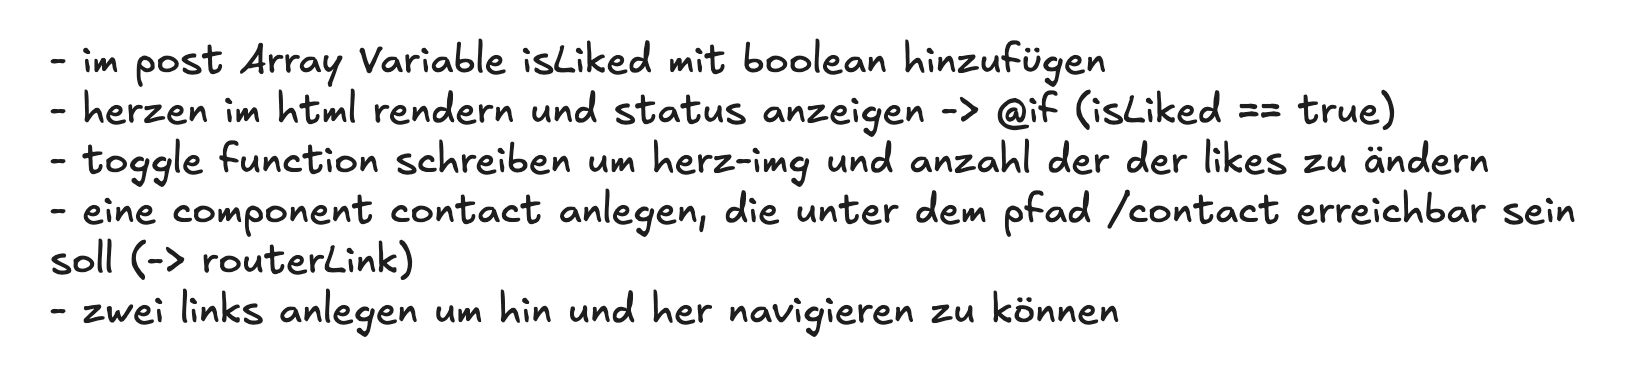 - im post Array Variable isLiked mit boolean hinzufügen
- herzen im html rendern und status anzeigen -> @if (isLiked == true)
- toggle function schreiben um herz-img und anzahl der der likes zu ändern
- eine component contact anlegen, die unter dem pfad /contact erreichbar sein
soll (-> routerLink)
- zwei links anlegen um hin und her navigieren zu können